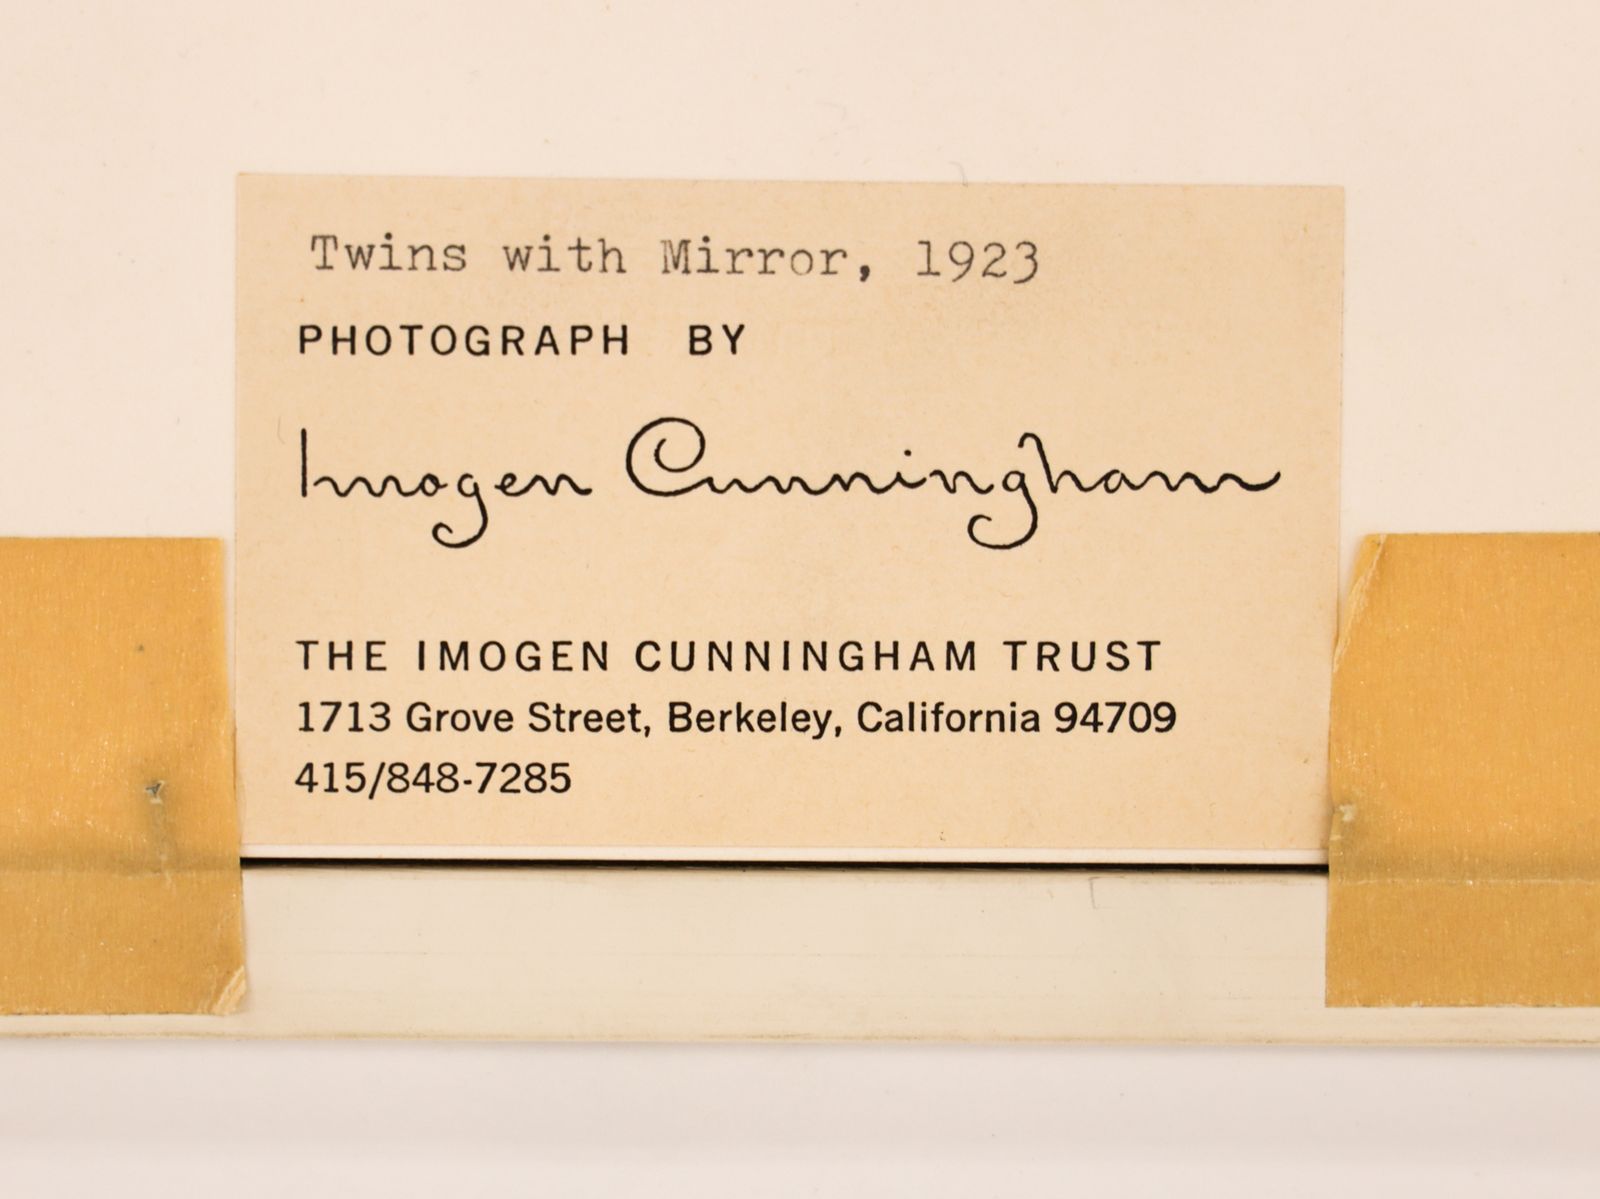 Twins with Mirror, 1923
PHOTOGRAPH BY
Imogen Cunningham
THE IMOGEN CUNNINGHAM TRUST
1713 Grove Street, Berkeley, California 94709
415/848-7285